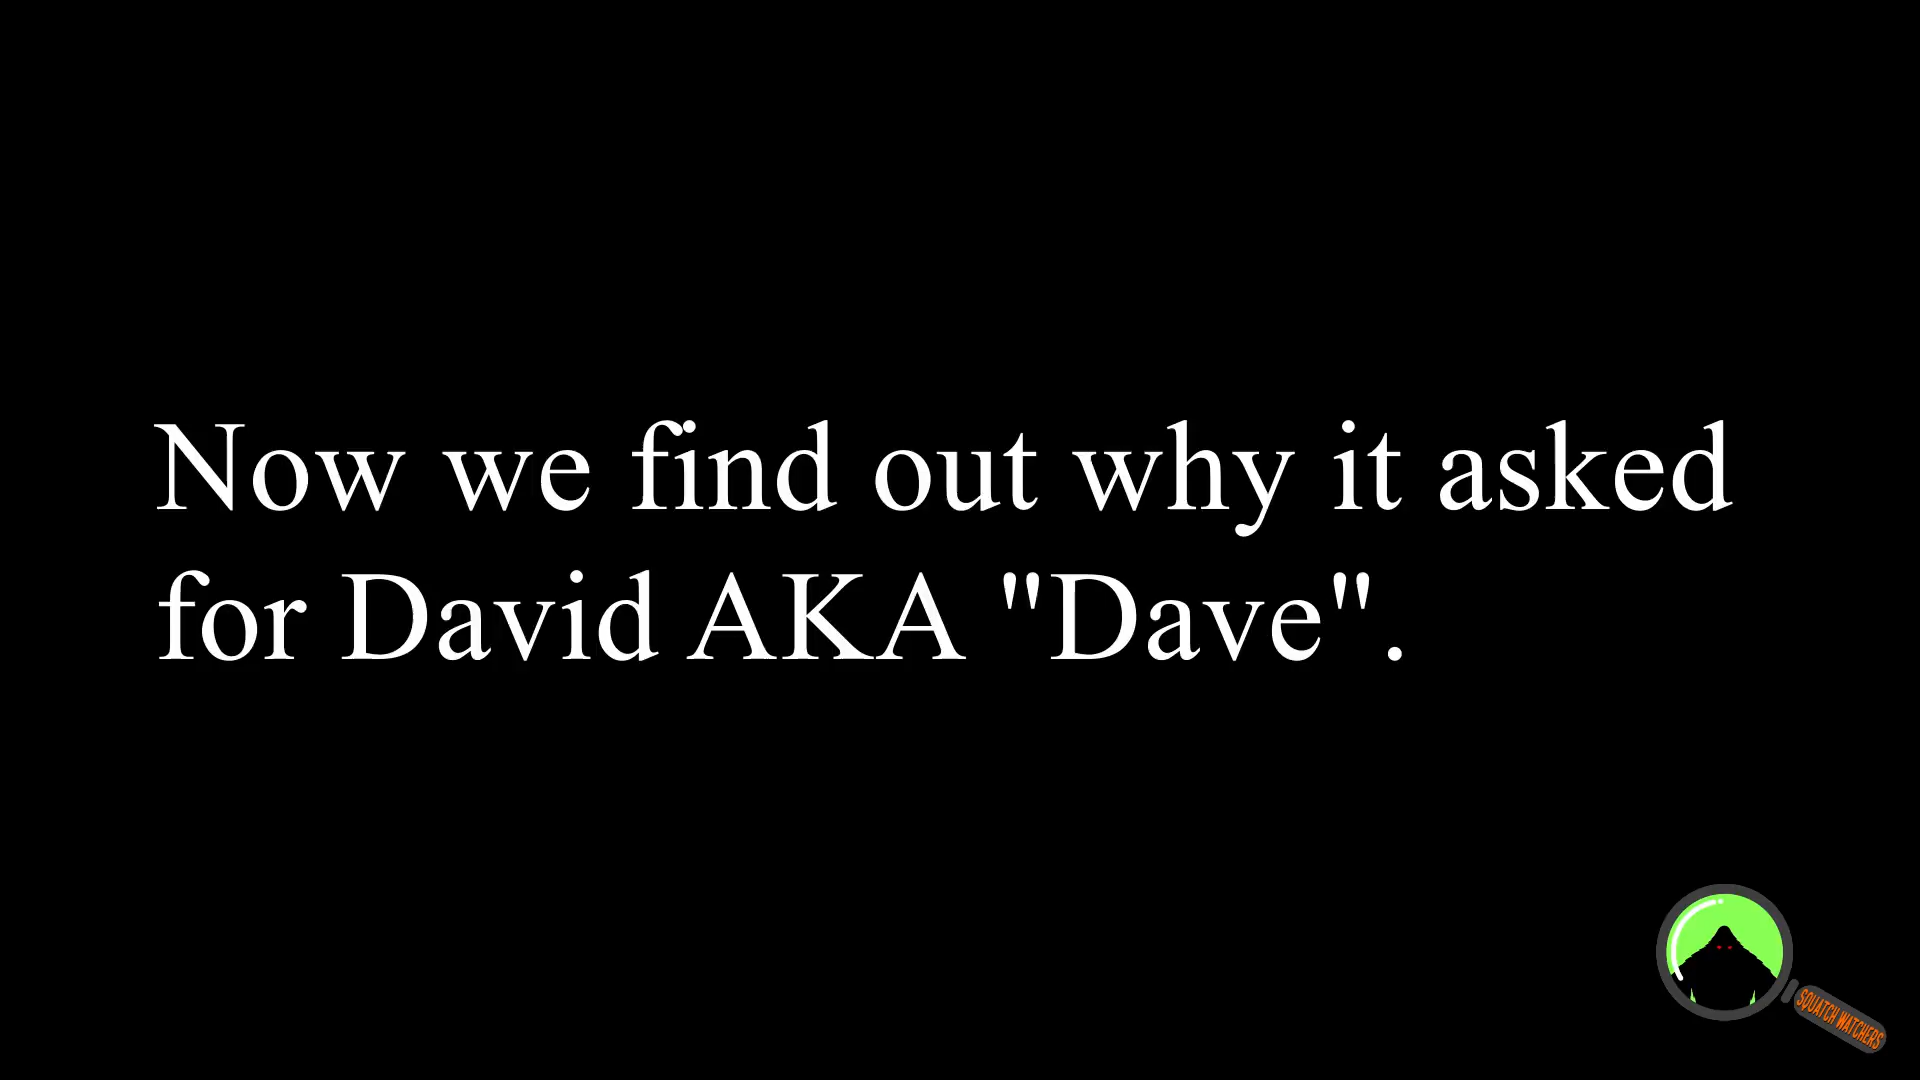 Now we find out why it asked
for David AKA "Dave".
SQUATCH WATCHERS